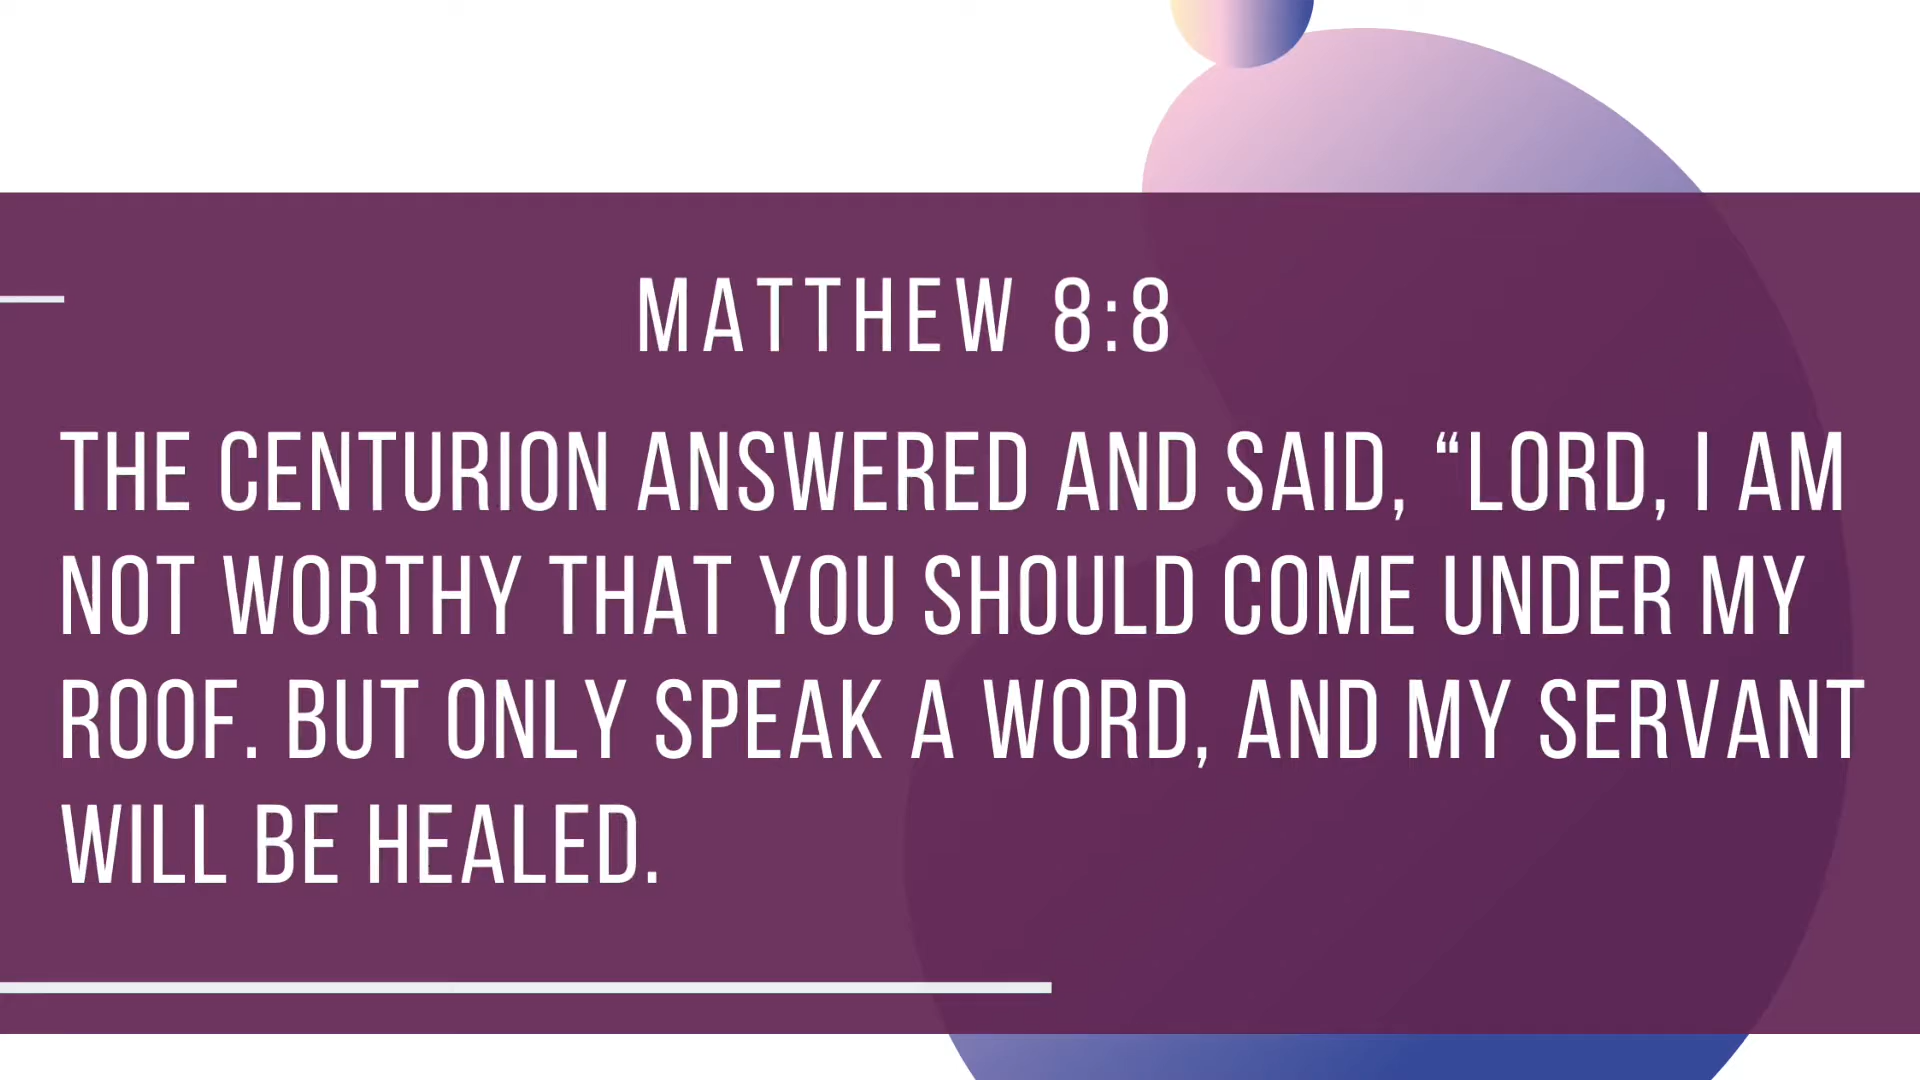 MATTHEW 8:8
THE CENTURION ANSWERED AND SAID, “LORD, I AM
NOT WORTHY THAT YOU SHOULD COME UNDER MY
ROOF. BUT ONLY SPEAK A WORD, AND MY SERVANT
WILL BE HEALED.